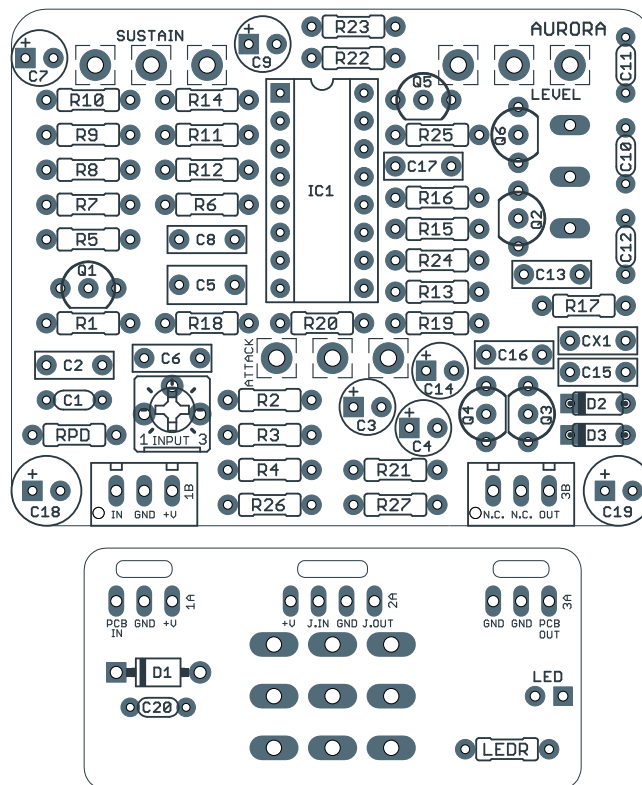 R23
SUSTAIN
AURORA
+
C7
+
C9
R22
C11
Q5
LEVEL
R10
R14
R9
R11
R25
Q6
R8
R12
C17
C10
R7
R6
IC1
R16
Q2
R5
C8
R15
C12
Q1
C5
R24
C13
R13
R17
R1
R18
R20
R19
C2
C6
ATTACK
+
C14
C16
CX1
C15
C1
R2
+
C3
Q4
Q3
D2
RPD
1 INPUT 3
R3
+
C4
D3
+
C18
R4
R21
+
C19
IN GND +V
1B
R26
R27
N.C. N.C. OUT
3B
1A
2A
3A
PCB IN
GND
+V
+V
J.IN
GND
J.OUT
GND
GND
PCB OUT
D1
LED
C20
LEDR